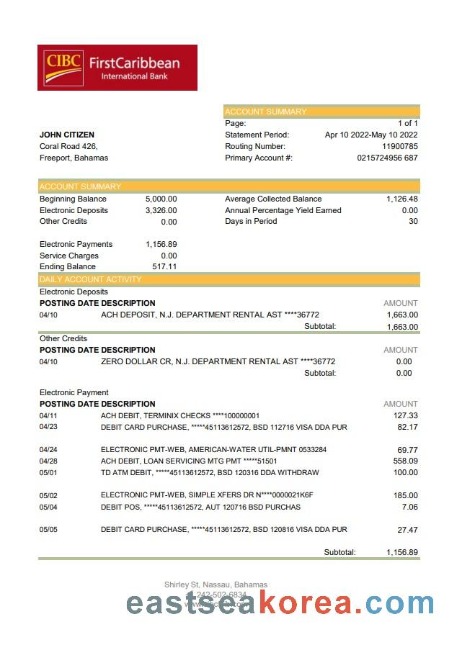 CIBC FirstCaribbean
International Bank
ACCOUNT SUMMARY
Page: 1 of 1
JOHN CITIZEN Statement Period: Apr 10 2022-May 10 2022
Coral Road 426, Routing Number: 11900785
Freeport, Bahamas Primary Account #: 0215724956 687
ACCOUNT SUMMARY
Beginning Balance 5,000.00 Average Collected Balance 1,126.48
Electronic Deposits 3,326.00 Annual Percentage Yield Earned 0.00
Other Credits 0.00 Days in Period 30
Electronic Payments 1,156.89
Service Charges 0.00
Ending Balance 517.11
DAILY ACCOUNT ACTIVITY
Electronic Deposits
POSTING DATE DESCRIPTION AMOUNT
04/10 ACH DEPOSIT, N.J. DEPARTMENT RENTAL AST ****36772 1,663.00
Subtotal: 1,663.00
Other Credits
POSTING DATE DESCRIPTION AMOUNT
04/10 ZERO DOLLAR CR, N.J. DEPARTMENT RENTAL AST ****36772 0.00
Subtotal: 0.00
Electronic Payment
POSTING DATE DESCRIPTION AMOUNT
04/11 ACH DEBIT, TERMINIX CHECKS ****100000001 127.33
04/23 DEBIT CARD PURCHASE, *****45113612572, BSD 112716 VISA DDA PUR 82.17
04/24 ELECTRONIC PMT-WEB, AMERICAN-WATER UTIL-PMNT 0533284 69.77
04/28 ACH DEBIT, LOAN SERVICING MTG PMT *****51501 558.09
05/01 TD ATM DEBIT, *****45113612572, BSD 120316 DDA WITHDRAW 100.00
05/02 ELECTRONIC PMT-WEB, SIMPLE XFERS DR N****0000021K6F 185.00
05/04 DEBIT POS, *****45113612572, AUT 120716 BSD PURCHAS 7.06
05/05 DEBIT CARD PURCHASE, *****45113612572, BSD 120816 VISA DDA PUR 27.47
Subtotal: 1,156.89
Shirley St, Nassau, Bahamas
242-502-6834
eastseakorea.com